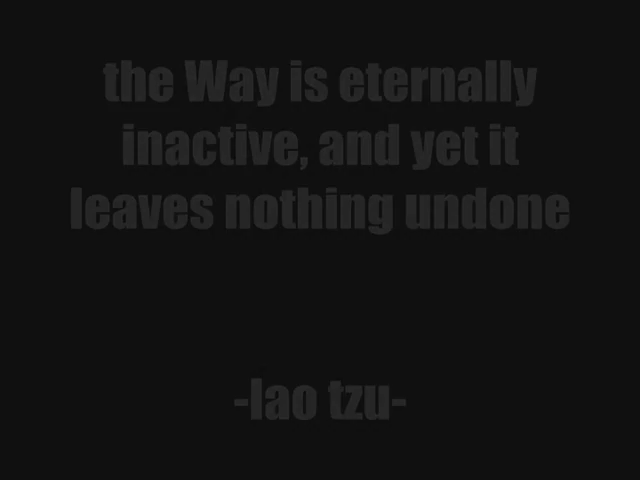 the Way is eternally
inactive, and yet it
leaves nothing undone
-lao tzu-